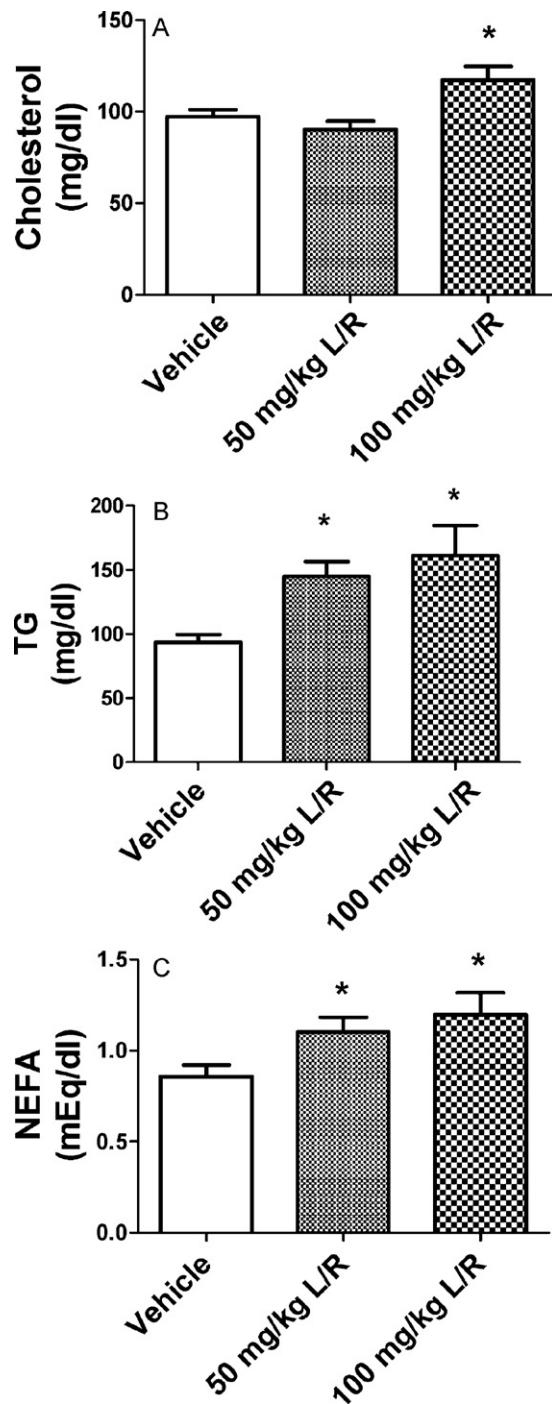 A
*
150
100
50
0
Cholesterol
(mg/dl)
Vehicle
50 mg/kg L/R
100 mg/kg L/R
B
*
*
200
150
100
50
0
TG
(mg/dl)
Vehicle
50 mg/kg L/R
100 mg/kg L/R
C
*
*
1.5
1.0
0.5
0.0
NEFA
(mEq/dl)
Vehicle
50 mg/kg L/R
100 mg/kg L/R